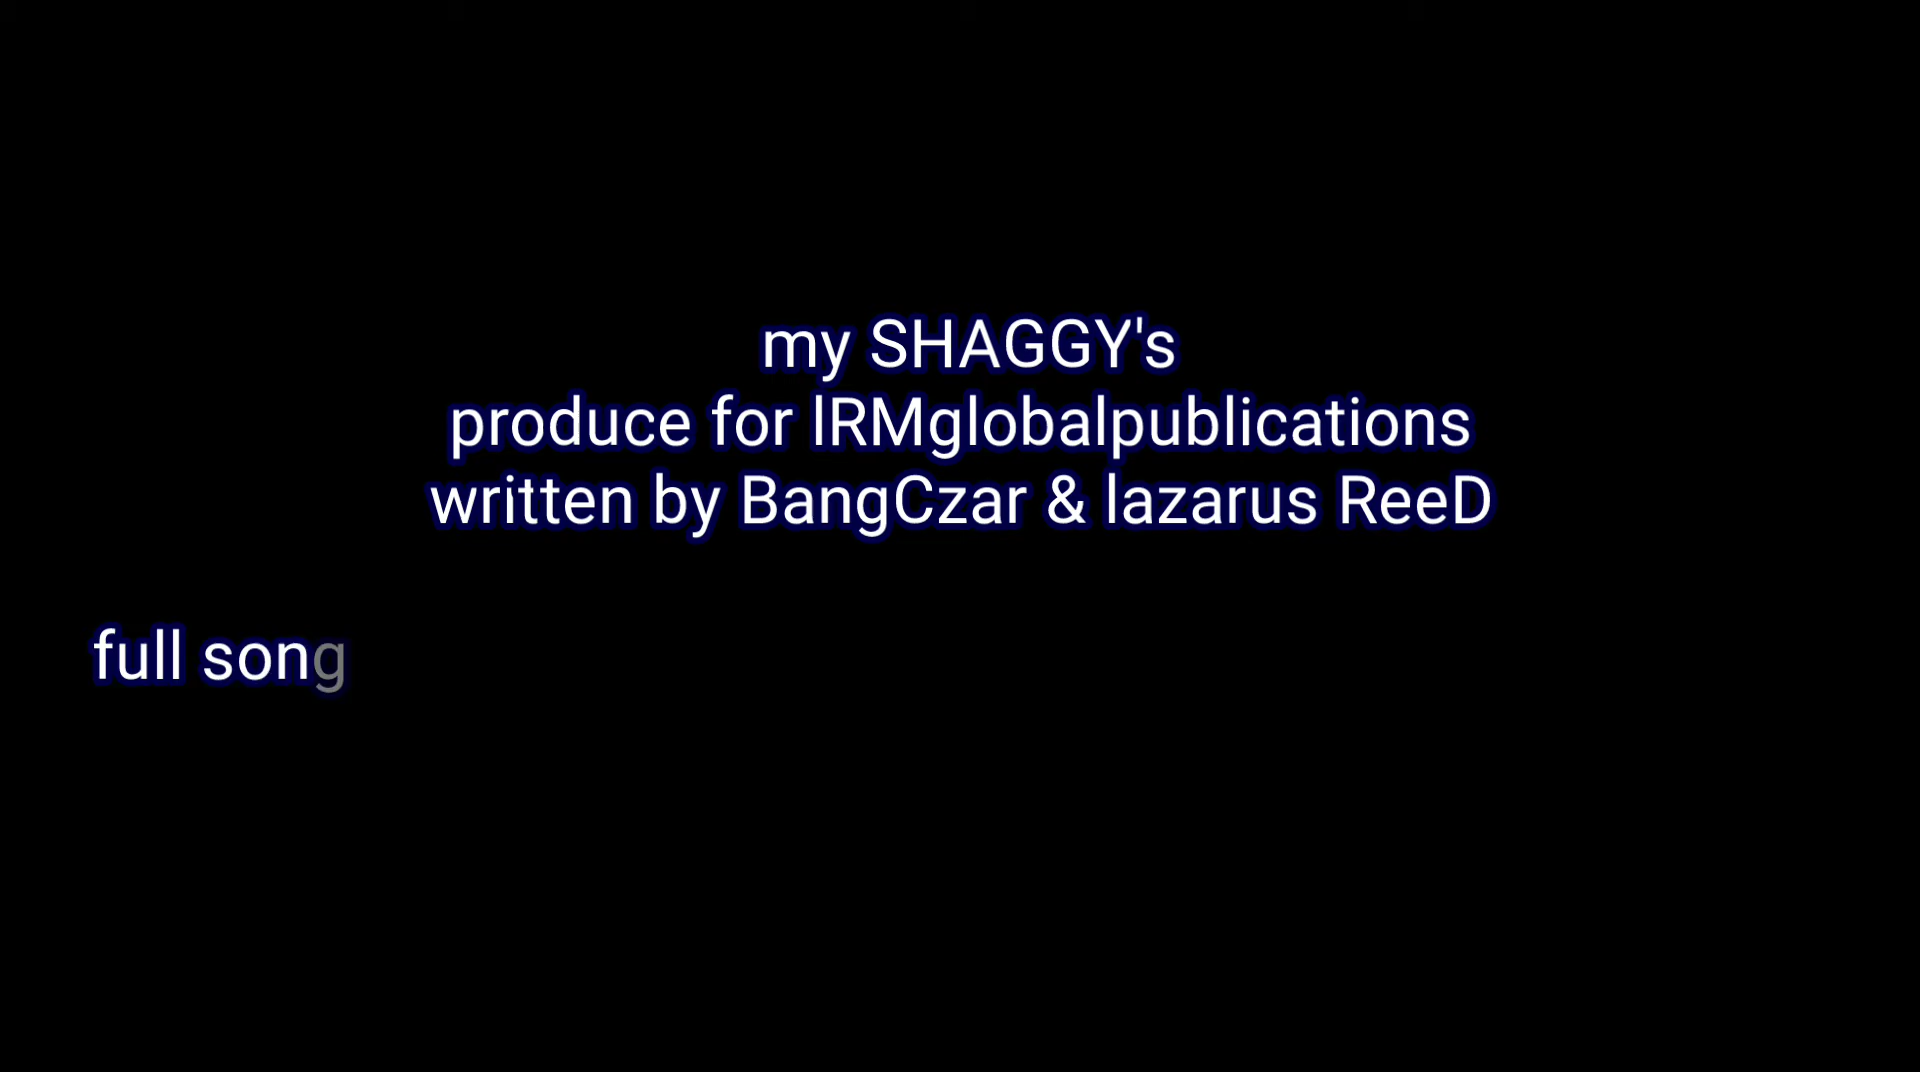 my SHAGGY's
produce for lRMglobalpublications
written by BangCzar & lazarus ReeD
full song